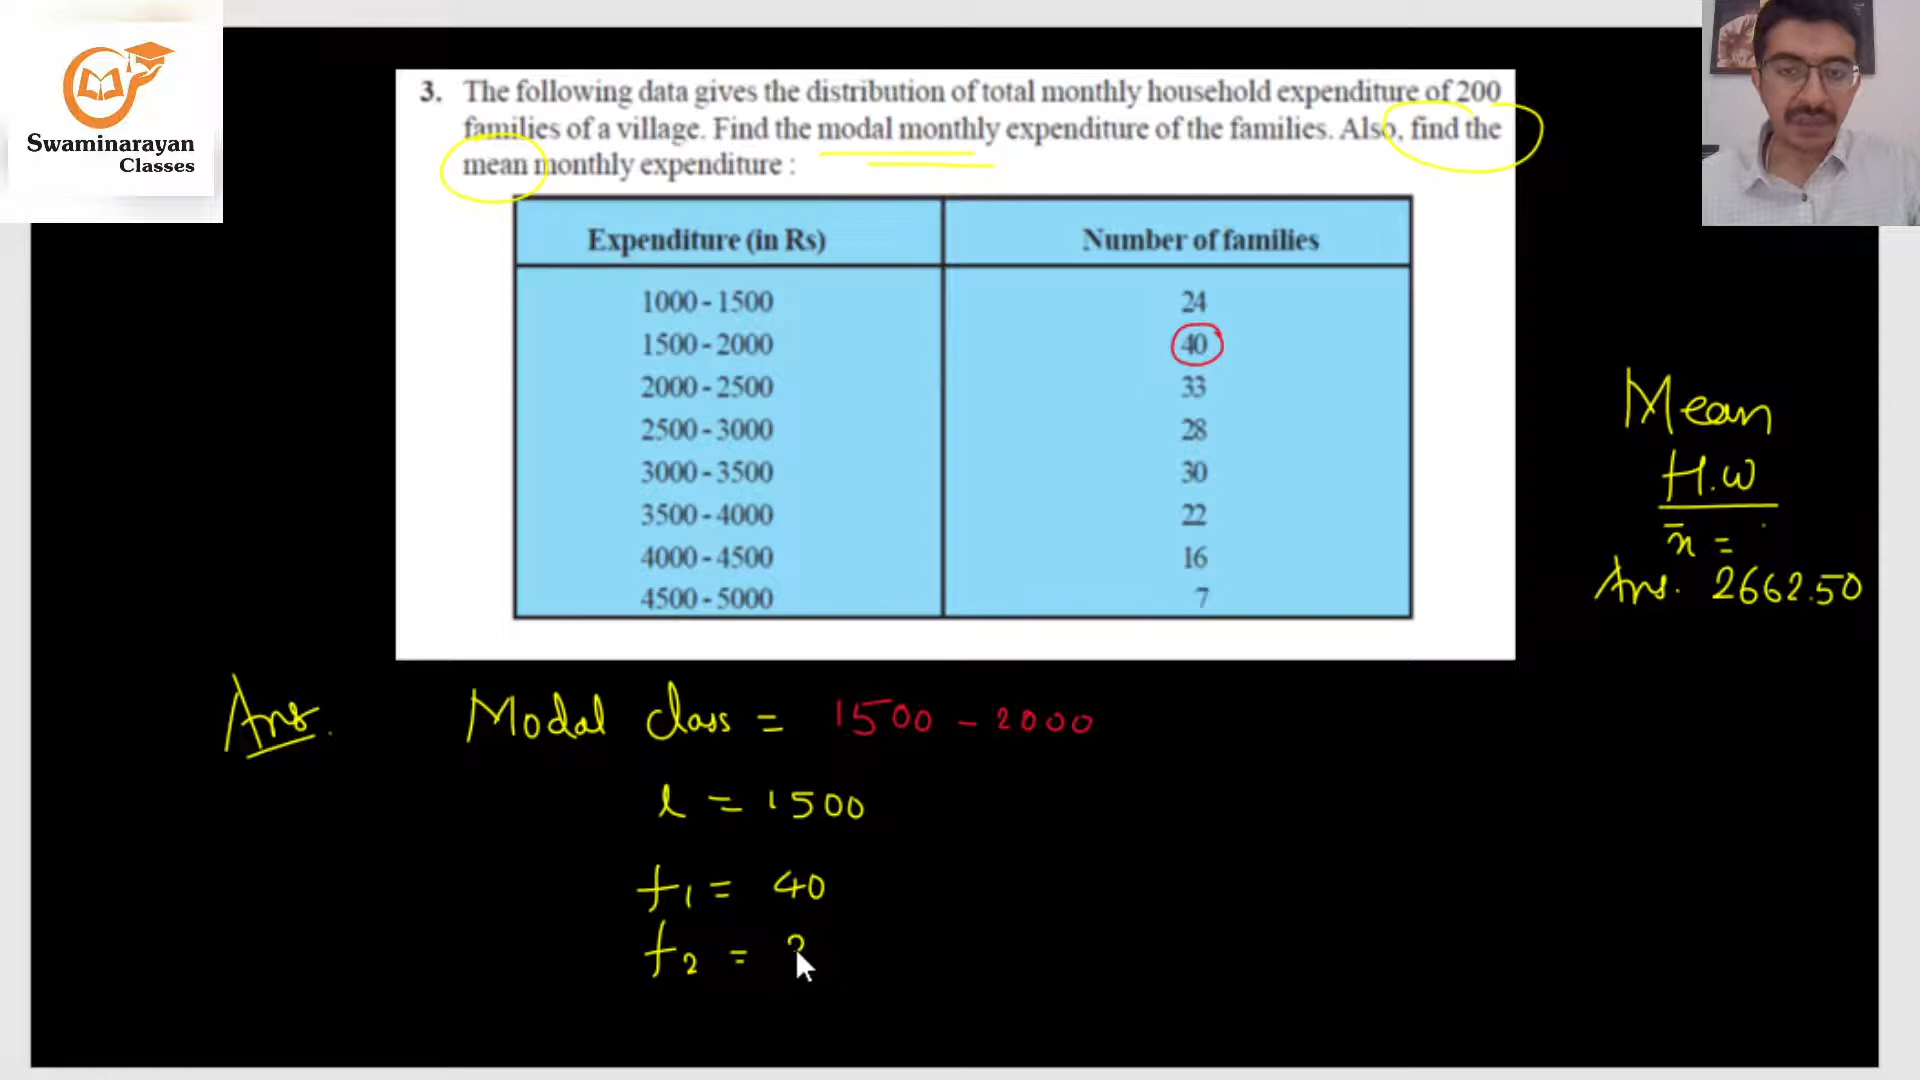 Swaminarayan
Classes
3. The following data gives the distribution of total monthly household expenditure of 200
families of a village. Find the modal monthly expenditure of the families. Also, find the
mean monthly expenditure :
Expenditure (in Rs) Number of families
1000 - 1500 24
1500 - 2000 40
2000 - 2500 33
2500 - 3000 28
3000 - 3500 30
3500 - 4000 22
4000 - 4500 16
4500 - 5000 7
Mean
H.W
x̄ =
Ans. 2662.50
Ans. Modal class = 1500 - 2000
l = 1500
f1 = 40
f2 =